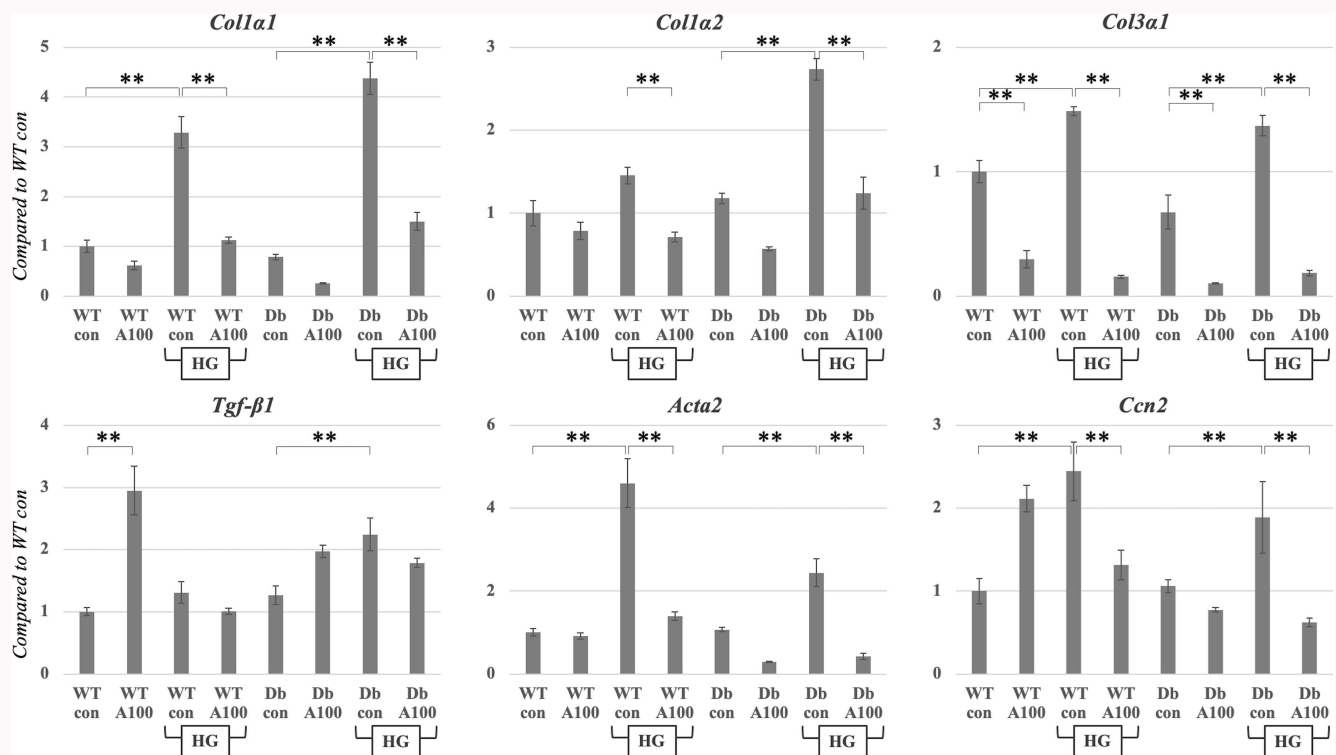 Col1α1
Compared to WT con
5
4
3
2
1
0
** ** ** **
WT WT WT WT Db Db Db Db
con A100 con A100 con A100 con A100
HG HG
Col1α2
3
2
1
0
** ** **
WT WT WT WT Db Db Db Db
con A100 con A100 con A100 con A100
HG HG
Col3α1
2
1
0
** ** ** ** ** **
WT WT WT WT Db Db Db Db
con A100 con A100 con A100 con A100
HG HG
Tgf-β1
Compared to WT con
4
3
2
1
0
** **
WT WT WT WT Db Db Db Db
con A100 con A100 con A100 con A100
HG HG
Acta2
6
4
2
0
** ** ** **
WT WT WT WT Db Db Db Db
con A100 con A100 con A100 con A100
HG HG
Ccn2
3
2
1
0
** ** ** **
WT WT WT WT Db Db Db Db
con A100 con A100 con A100 con A100
HG HG